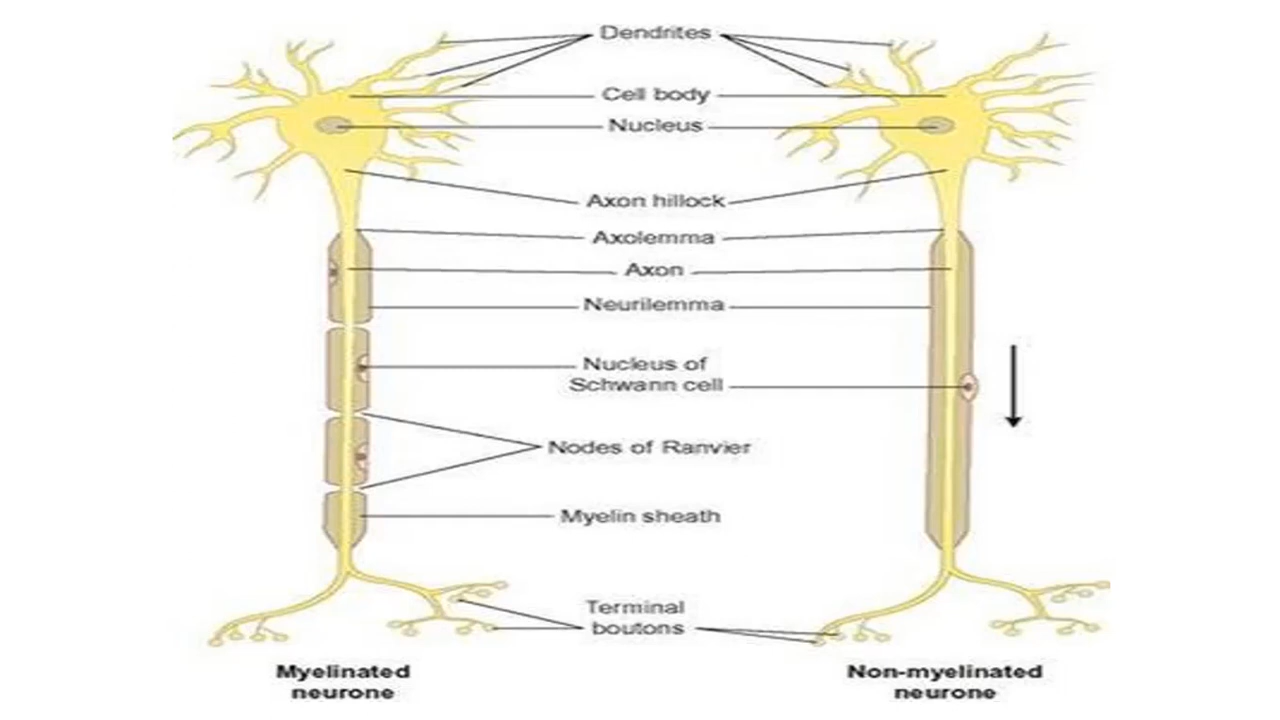 Dendrites
Cell body
Nucleus
Axon hillock
Axolemma
Axon
Neurilemma
Nucleus of
Schwann cell
Nodes of Ranvier
Myelin sheath
Terminal
boutons
Myelinated
neurone
Non-myelinated
neurone